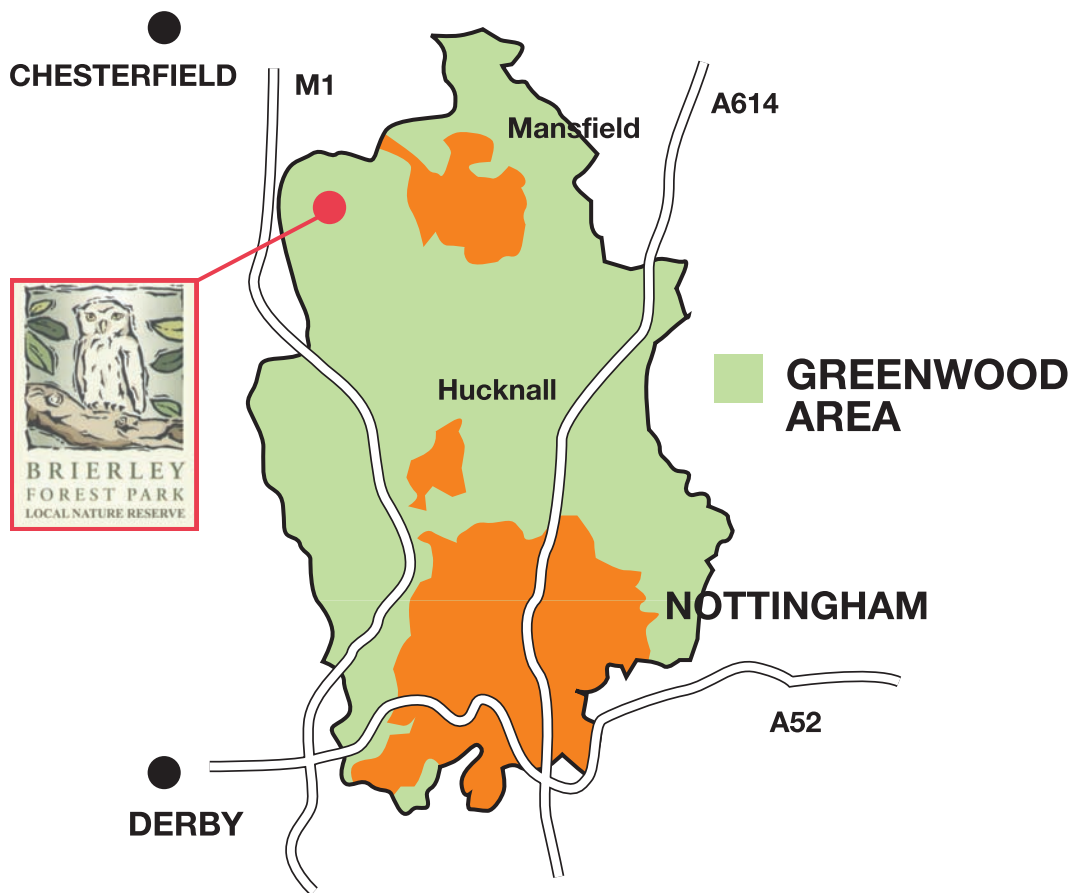 CHESTERFIELD
M1
A614
Mansfield
Hucknall
GREENWOOD
AREA
BRIERLEY
FOREST PARK
LOCAL NATURE RESERVE
NOTTINGHAM
A52
DERBY